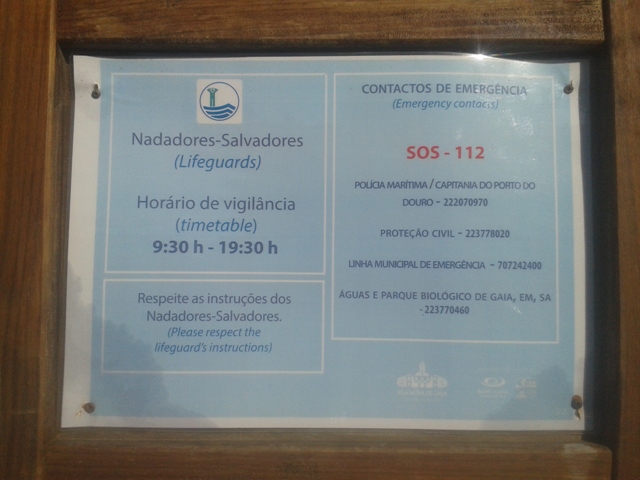 Nadadores-Salvadores
(Lifeguards)
Horário de vigilância
(timetable)
9:30 h - 19:30 h
Respeite as instruções dos
Nadadores-Salvadores.
(Please respect the
lifeguard's instructions)
CONTACTOS DE EMERGÊNCIA
(Emergency contacts)
SOS - 112
POLÍCIA MARÍTIMA / CAPITANIA DO PORTO DO
DOURO - 222070970
PROTEÇÃO CIVIL - 223778020
LINHA MUNICIPAL DE EMERGÊNCIA - 707242400
ÁGUAS E PARQUE BIOLÓGICO DE GAIA, EM, SA
- 223770460